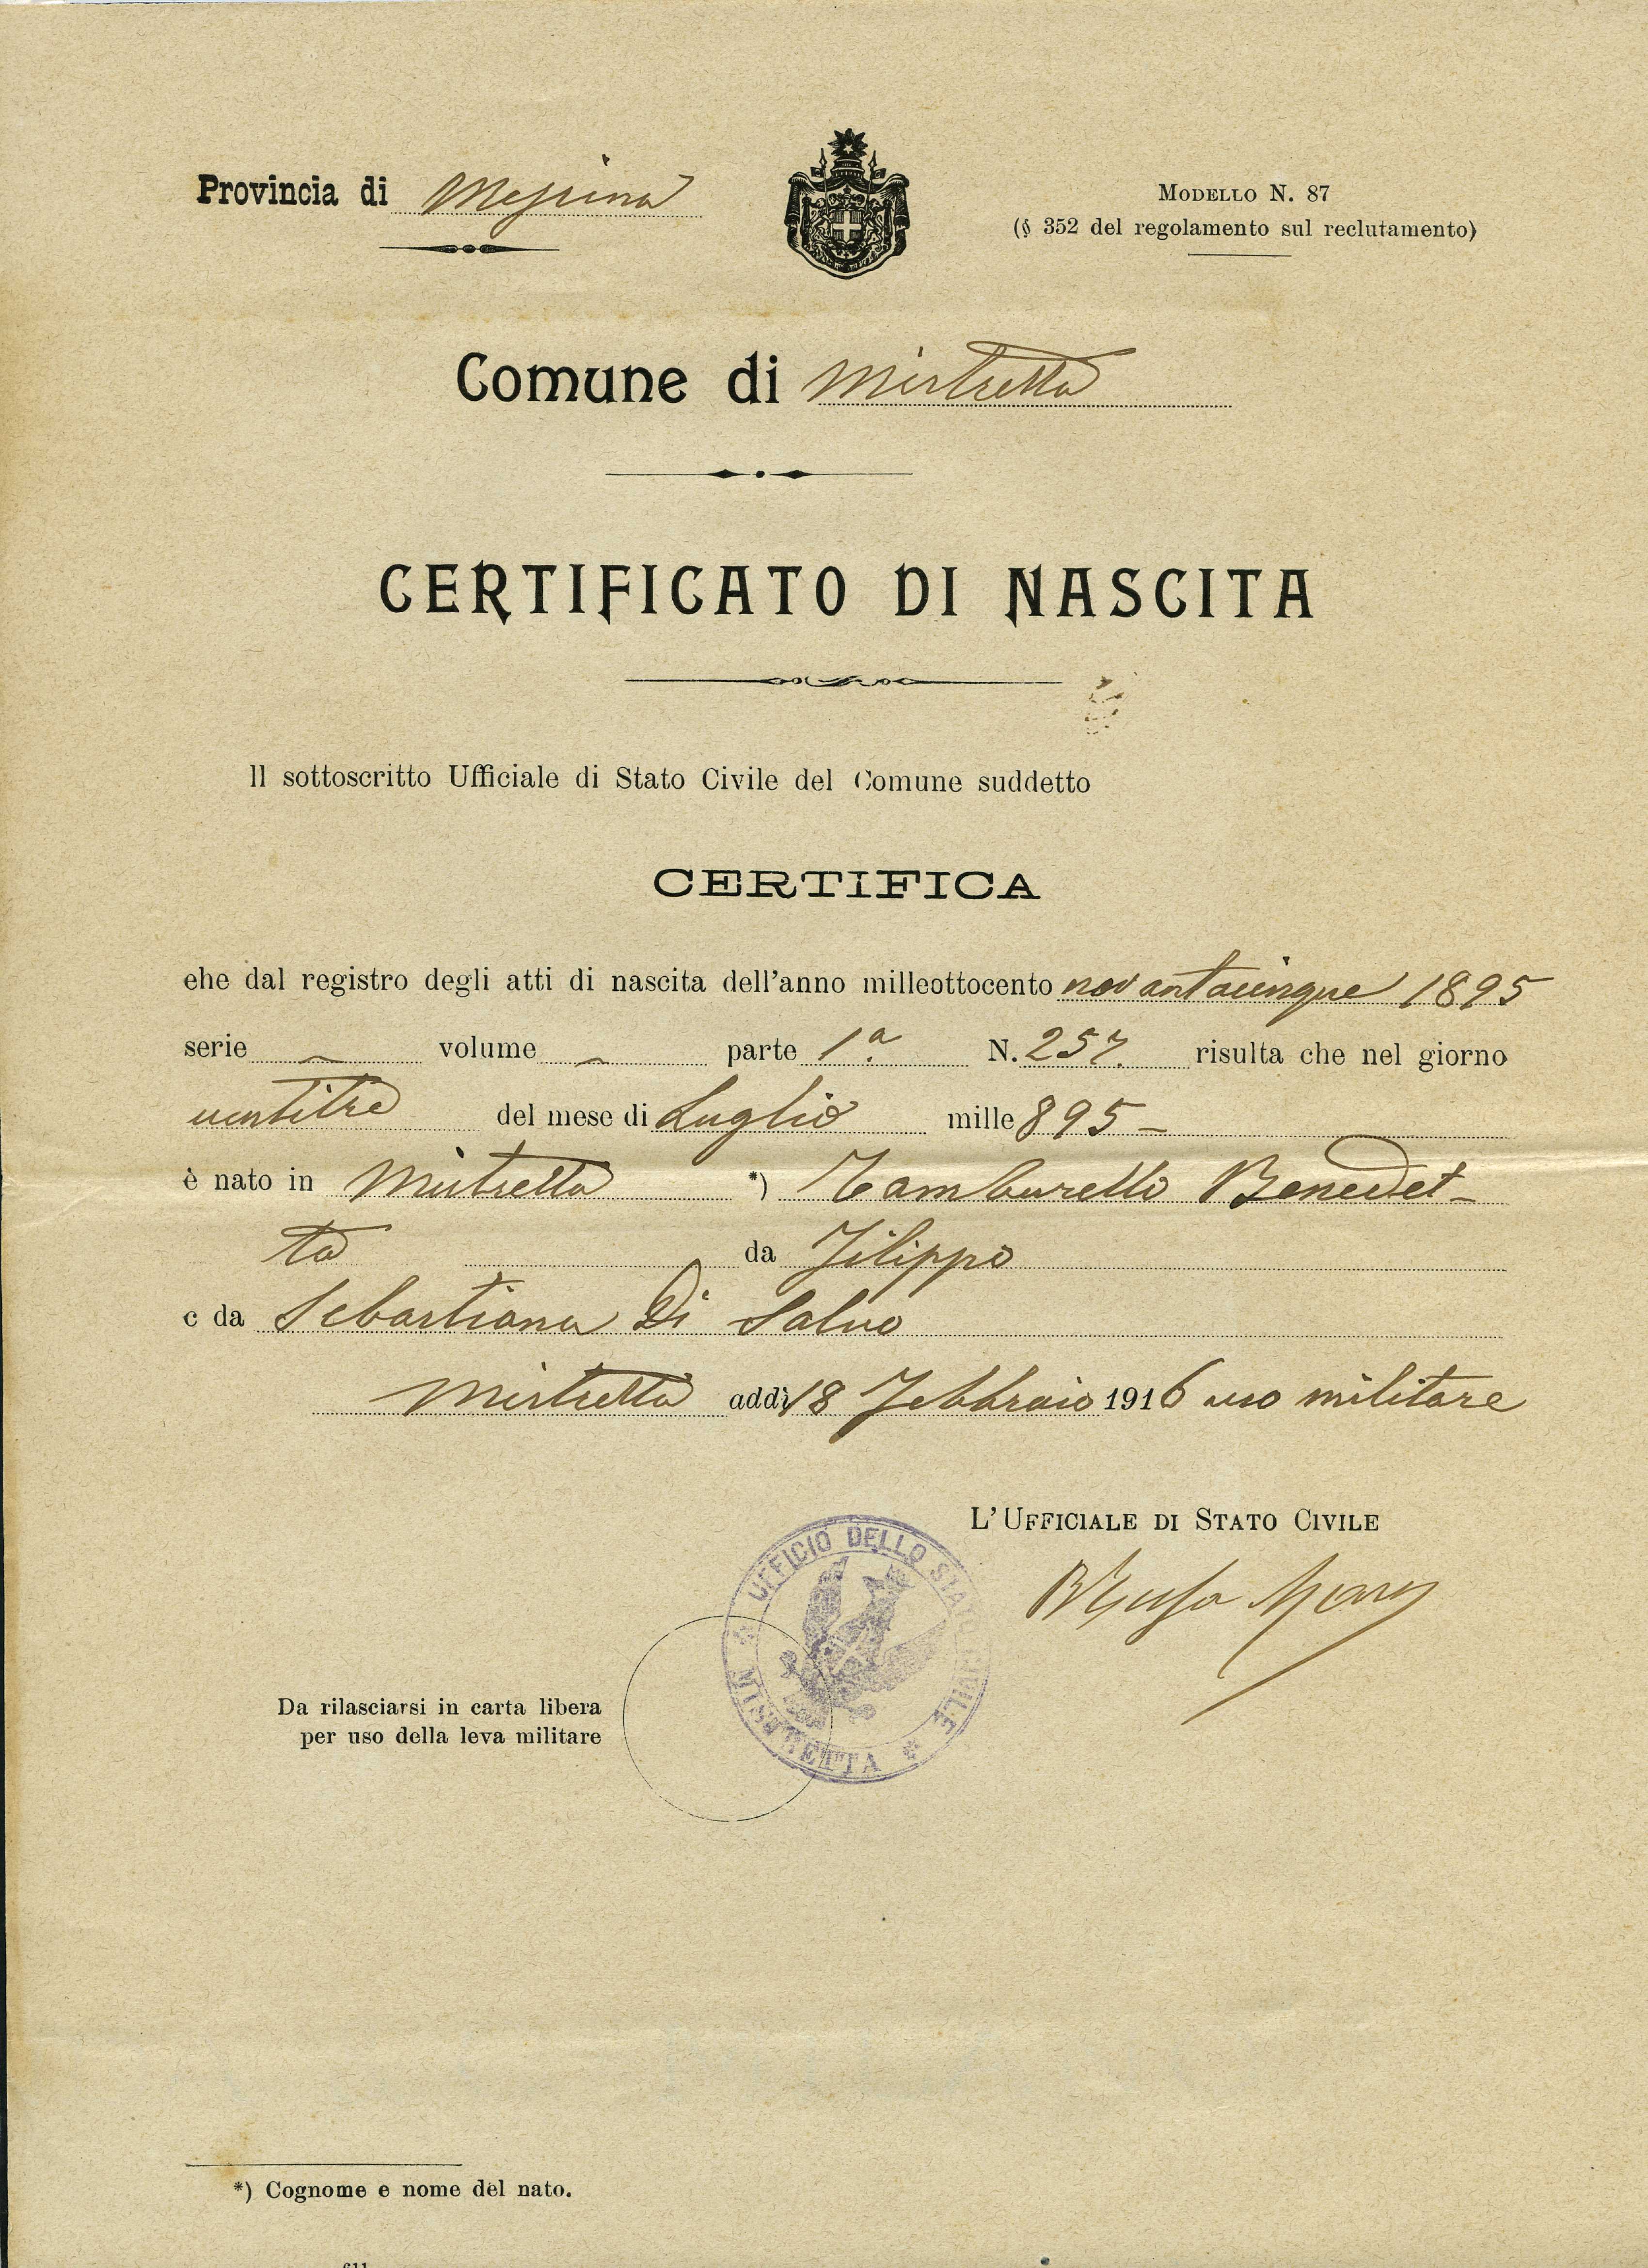 Provincia di Messina
MODELLO N. 87
(§ 352 del regolamento sul reclutamento)
Comune di Mistretta
CERTIFICATO DI NASCITA
Il sottoscritto Ufficiale di Stato Civile del Comune suddetto
CERTIFICA
che dal registro degli atti di nascita dell'anno milleottocento novantacinque 1895
serie volume parte 1ª N. 257. risulta che nel giorno
ventitre del mese di Luglio mille 895 –
è nato in Mistretta *) Tamburello Benedet-
ta da Filippo
e da Sebastiana Di Salvo
Mistretta addì 18 Febbraio 1916 uso militare
L'UFFICIALE DI STATO CIVILE
UFFICIO DELLO STATO CIVILE
MISTRETTA
Da rilasciarsi in carta libera
per uso della leva militare
*) Cognome e nome del nato.